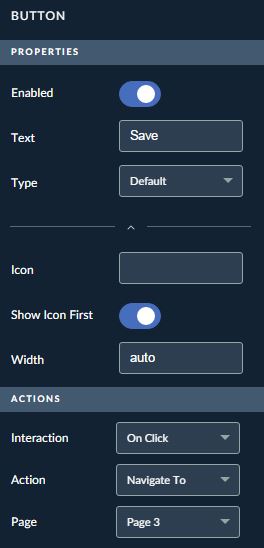 BUTTON
PROPERTIES
Enabled
Text Save
Type Default
Icon
Show Icon First
Width auto
ACTIONS
Interaction On Click
Action Navigate To
Page Page 3